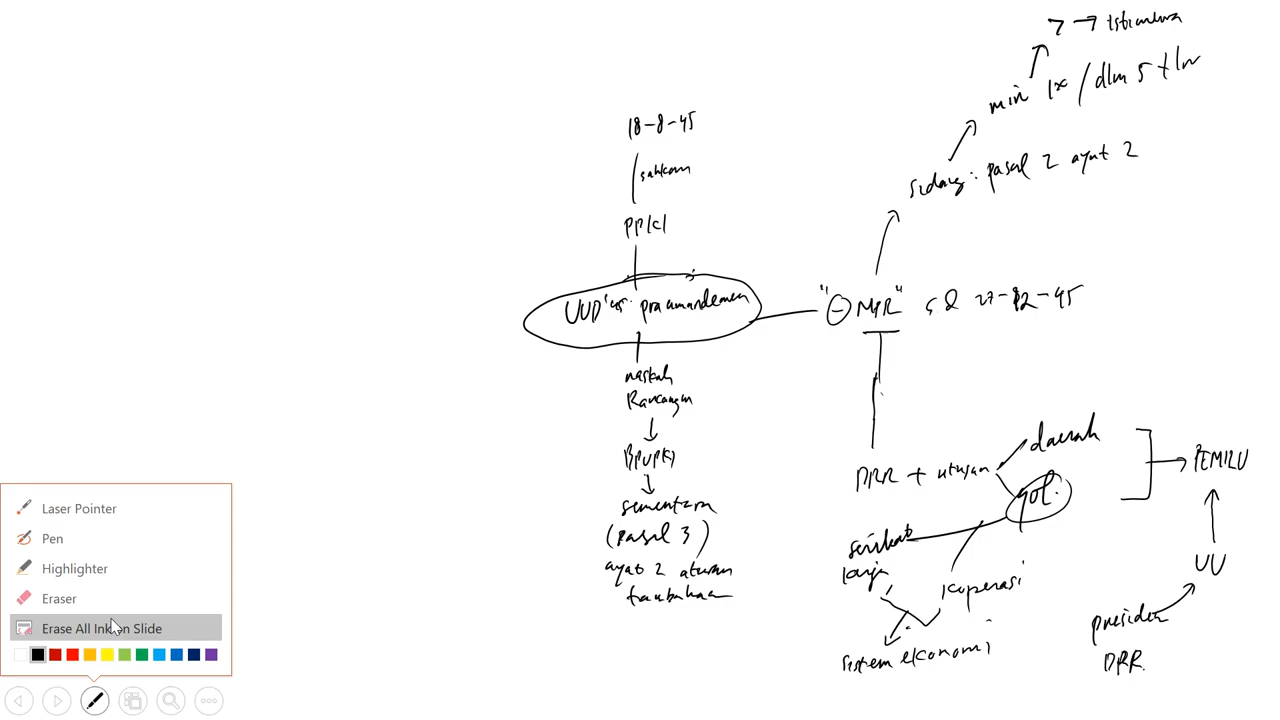 7 → Istimewa
min 1x / dlm 5 thn
18-8-45
sahkan
sidang: pasal 2 ayat 2
PPKI
UUD '45: pra amandemen
"⊖ MPR" 27-12-45
naskah
Rancangan
↓
BPUPKI
↓
sementara
(Pasal 3)
ayat 2 aturan
tambahan
daerah
DPR + utusan
gol.
PEMILU
serikat
kerja
koperasi
UU
sistem ekonomi
presiden
DPR
Laser Pointer
Pen
Highlighter
Eraser
Erase All Ink on Slide